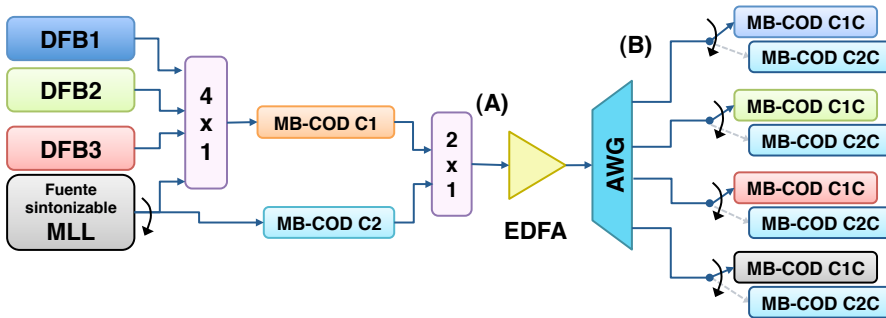 DFB1
DFB2
DFB3
Fuente
sintonizable
MLL
4
x
1
MB-COD C1
MB-COD C2
(A)
2
x
1
EDFA
AWG
(B)
MB-COD C1C
MB-COD C2C
MB-COD C1C
MB-COD C2C
MB-COD C1C
MB-COD C2C
MB-COD C1C
MB-COD C2C